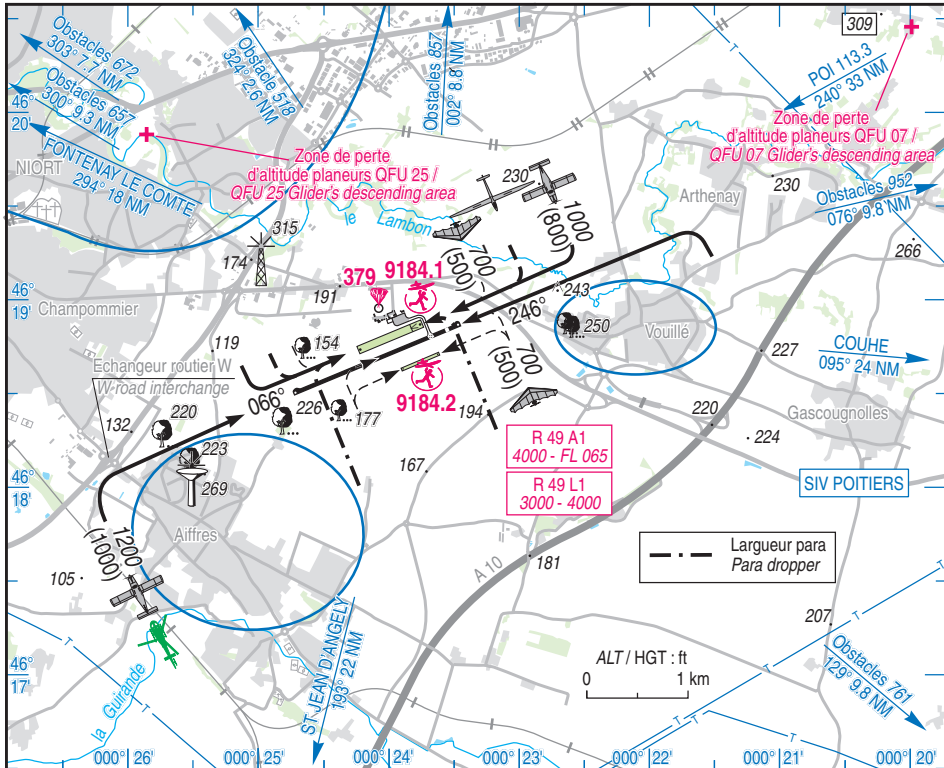 Obstacles 672
303° 7.7 NM
Obstacles 657
300° 9.3 NM
FONTENAY LE COMTE
294° 18 NM
Obstacle 518
324° 2.6 NM
Obstacles 857
002° 8.8 NM
309
POI 113.3
240° 33 NM
46°
20'
NIORT
Zone de perte
d'altitude planeurs QFU 25 /
QFU 25 Glider's descending area
Zone de perte
d'altitude planeurs QFU 07 /
QFU 07 Glider's descending area
230
230
Arthenay
Obstacles 952
076° 9.8 NM
le Lambon
1000
(800)
700
(500)
315
174
266
191
379
9184.1
243
246°
46°
19'
Champommier
250
Vouillé
119
154
Echangeur routier W
W-road interchange
066°
700
(500)
227
COUHE
095° 24 NM
9184.2
132
220
226
177
194
220
224
Gascougnolles
223
269
167
R 49 A1
4000 - FL 065
R 49 L1
3000 - 4000
SIV POITIERS
46°
18'
Aiffres
1200
(1000)
105
A 10
181
Largueur para
Para dropper
207
ST JEAN D'ANGELY
193° 22 NM
ALT / HGT : ft
0 1 km
Obstacles 761
129° 9.8 NM
46°
17'
la Guirande
T
T
T
T
T
T
T
T
000° 26'
000° 25'
000° 24'
000° 23'
000° 22'
000° 21'
000° 20'